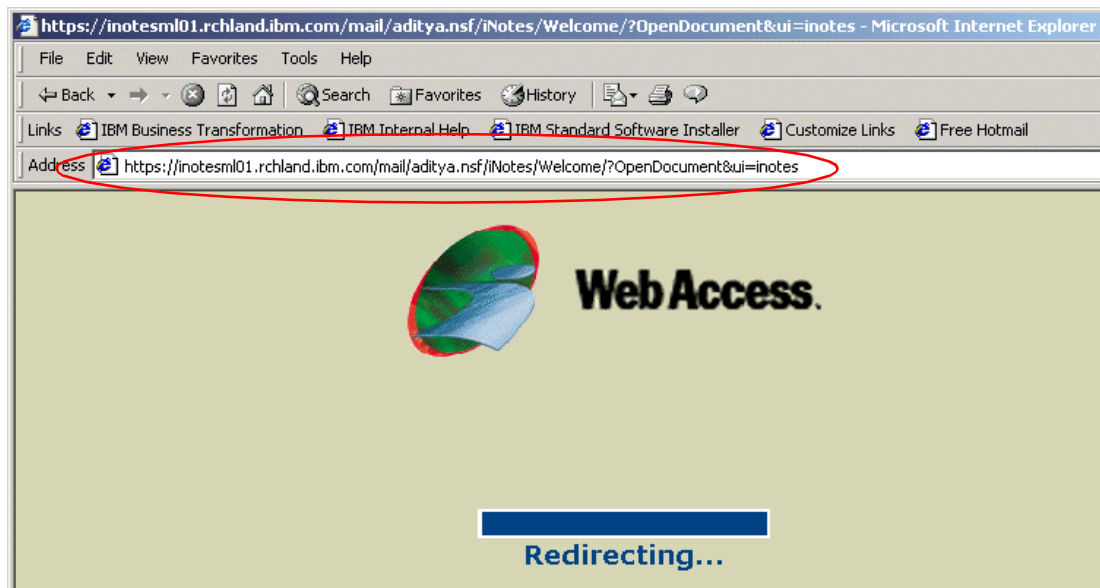 https://inotesml01.rchland.ibm.com/mail/aditya.nsf/iNotes/Welcome/?OpenDocument&ui=inotes - Microsoft Internet Explorer
File Edit View Favorites Tools Help
Back Search Favorites History
Links IBM Business Transformation IBM Internal Help IBM Standard Software Installer Customize Links Free Hotmail
Address https://inotesml01.rchland.ibm.com/mail/aditya.nsf/iNotes/Welcome/?OpenDocument&ui=inotes
Web Access.
Redirecting...